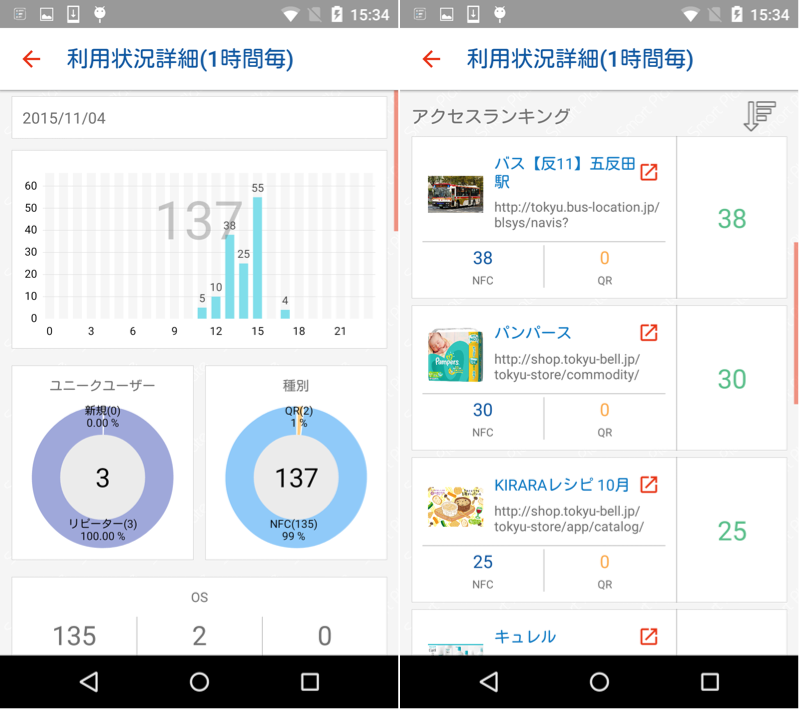 15:34
利用状況詳細(1時間毎)
2015/11/04
137
60
50
40
30
20
10
0
5
10
38
25
55
4
0 3 6 9 12 15 18 21
ユニークユーザー
新規(0)
0.00 %
3
リピーター(3)
100.00 %
種別
QR(2)
1 %
137
NFC(135)
99 %
OS
135 2 0
15:34
利用状況詳細(1時間毎)
アクセスランキング
バス【反11】五反田
駅
http://tokyu.bus-location.jp/
blsys/navis?
38 0
NFC QR
38
パンパース
Pampers
http://shop.tokyu-bell.jp/
tokyu-store/commodity/
30 0
NFC QR
30
KIRARAレシピ 10月
http://shop.tokyu-bell.jp/
tokyu-store/app/catalog/
25 0
NFC QR
25
キュレル